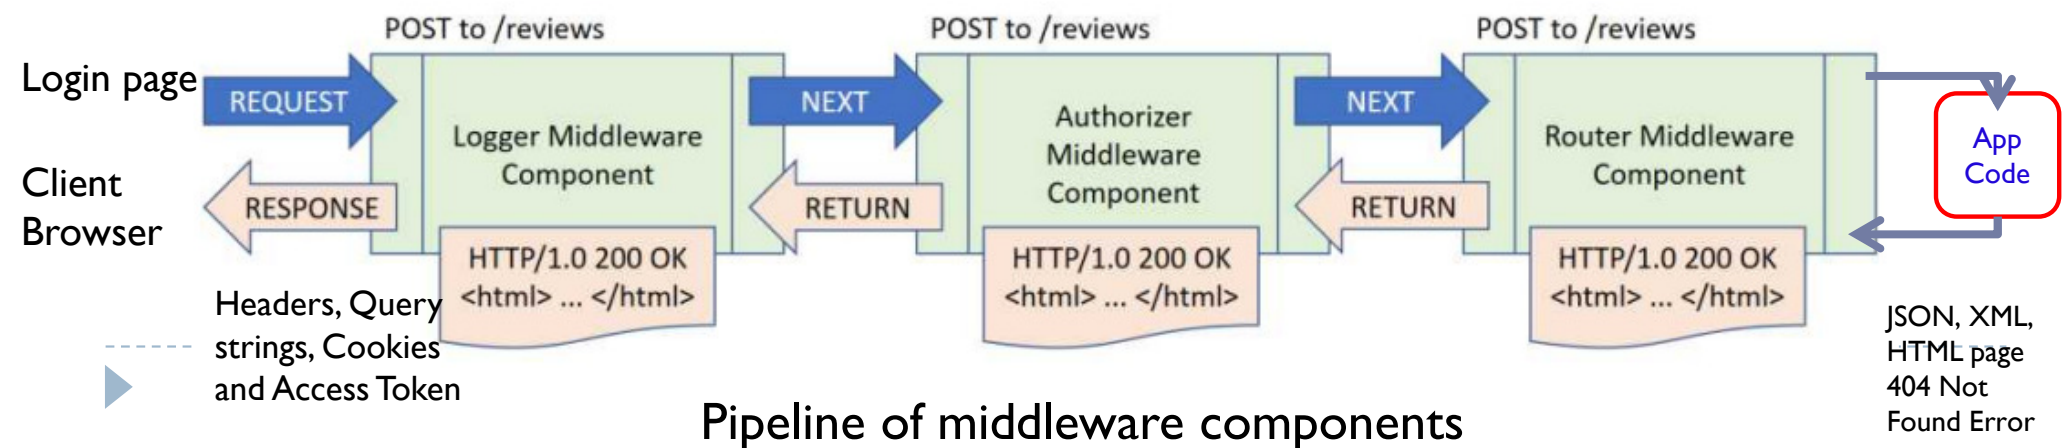 POST to /reviews
POST to /reviews
POST to /reviews
Login page
REQUEST
NEXT
NEXT
Logger Middleware
Component
Authorizer
Middleware
Component
Router Middleware
Component
App
Code
Client
Browser
RESPONSE
RETURN
RETURN
HTTP/1.0 200 OK
<html> ... </html>
HTTP/1.0 200 OK
<html> ... </html>
HTTP/1.0 200 OK
<html> ... </html>
Headers, Query
strings, Cookies
and Access Token
JSON, XML,
HTML page
404 Not
Found Error
Pipeline of middleware components